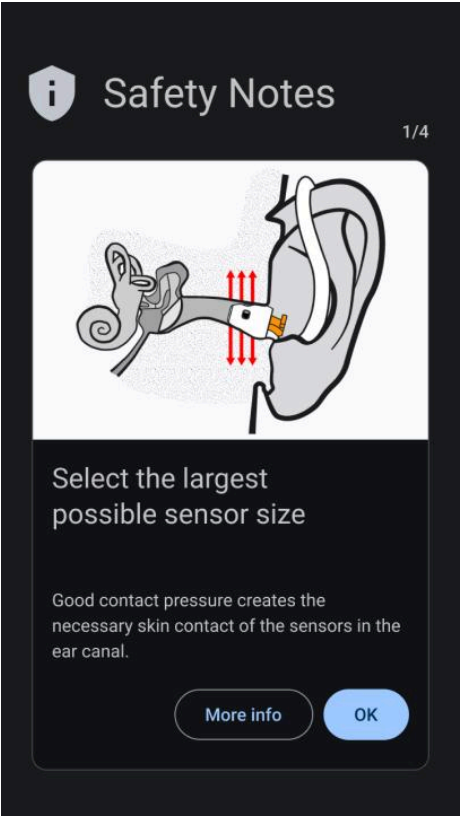 Safety Notes
1/4
Select the largest
possible sensor size
Good contact pressure creates the
necessary skin contact of the sensors in the
ear canal.
More info
OK